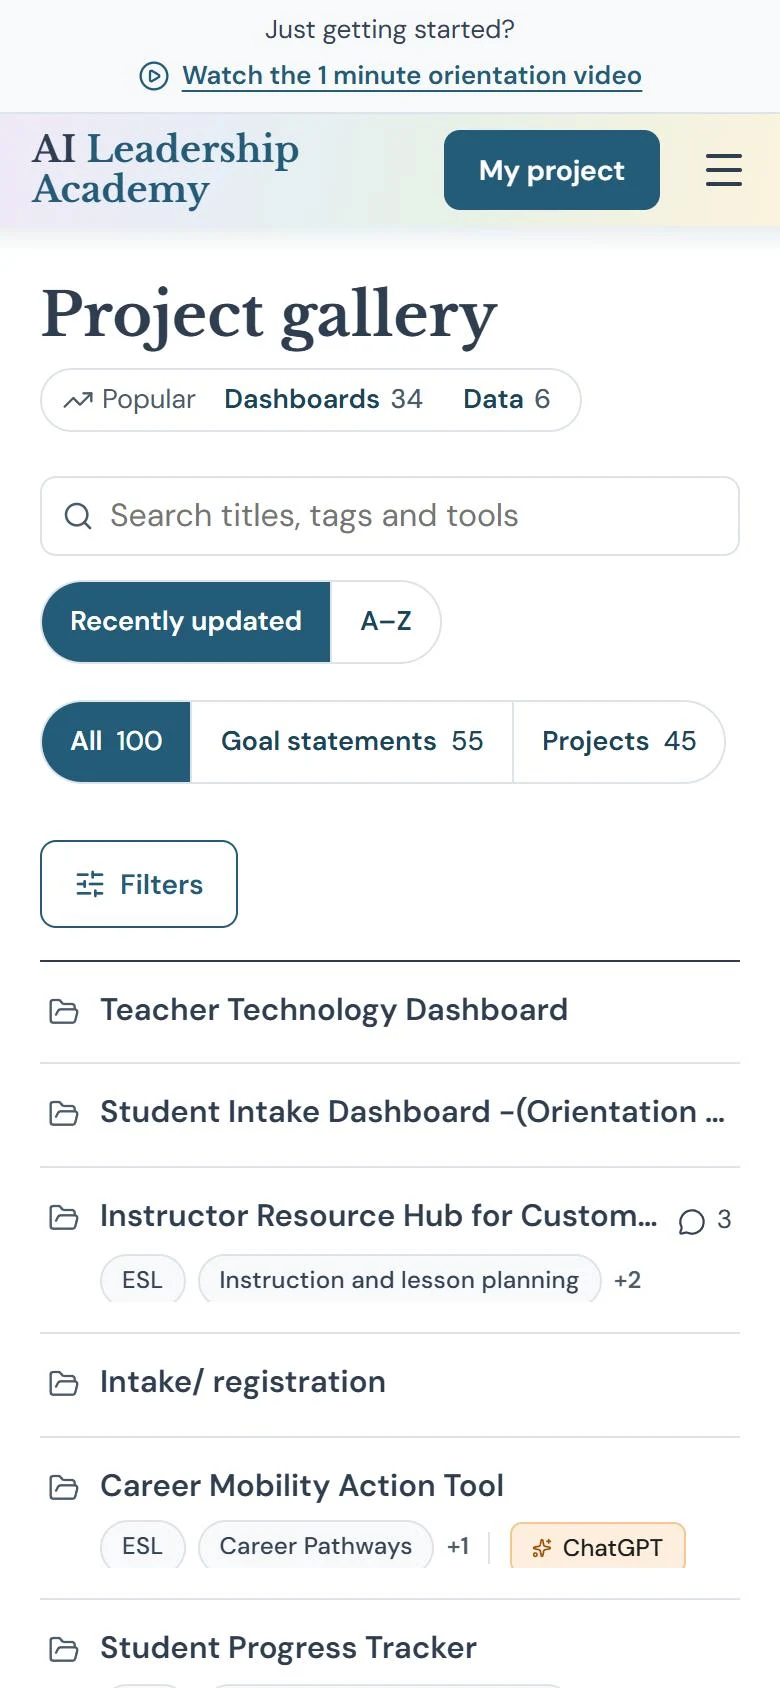 Just getting started?
Watch the 1 minute orientation video
AI Leadership
Academy
My project
Project gallery
Popular Dashboards 34 Data 6
Search titles, tags and tools
Recently updated A–Z
All 100 Goal statements 55 Projects 45
Filters
Teacher Technology Dashboard
Student Intake Dashboard -(Orientation ...
Instructor Resource Hub for Custom... 3
ESL Instruction and lesson planning +2
Intake/ registration
Career Mobility Action Tool
ESL Career Pathways +1 ChatGPT
Student Progress Tracker